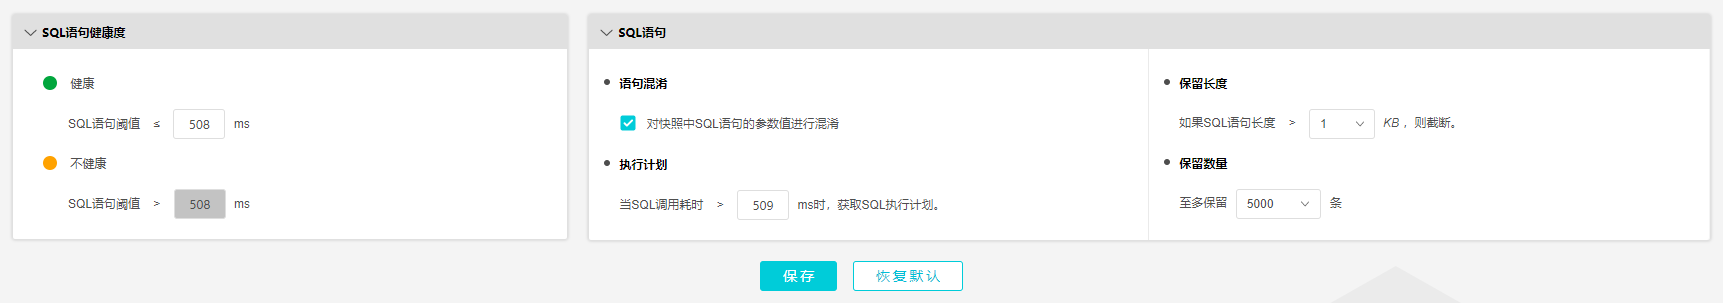 SQL语句健康度
健康
SQL语句阈值 ≤ 508 ms
不健康
SQL语句阈值 > 508 ms
SQL语句
语句混淆
对快照中SQL语句的参数值进行混淆
执行计划
当SQL调用耗时 > 509 ms时，获取SQL执行计划。
保留长度
如果SQL语句长度 > 1 KB ，则截断。
保留数量
至多保留 5000 条
保存 恢复默认